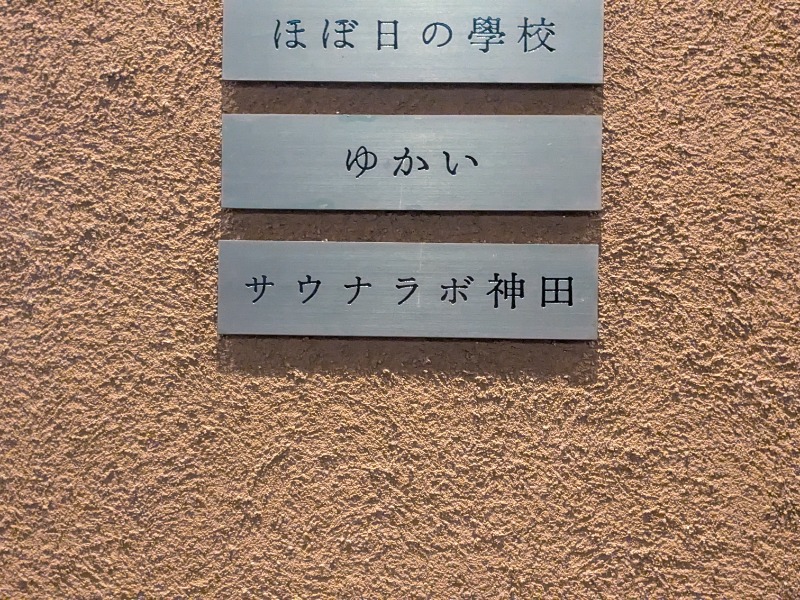 ほぼ日の學校
ゆかい
サウナラボ神田